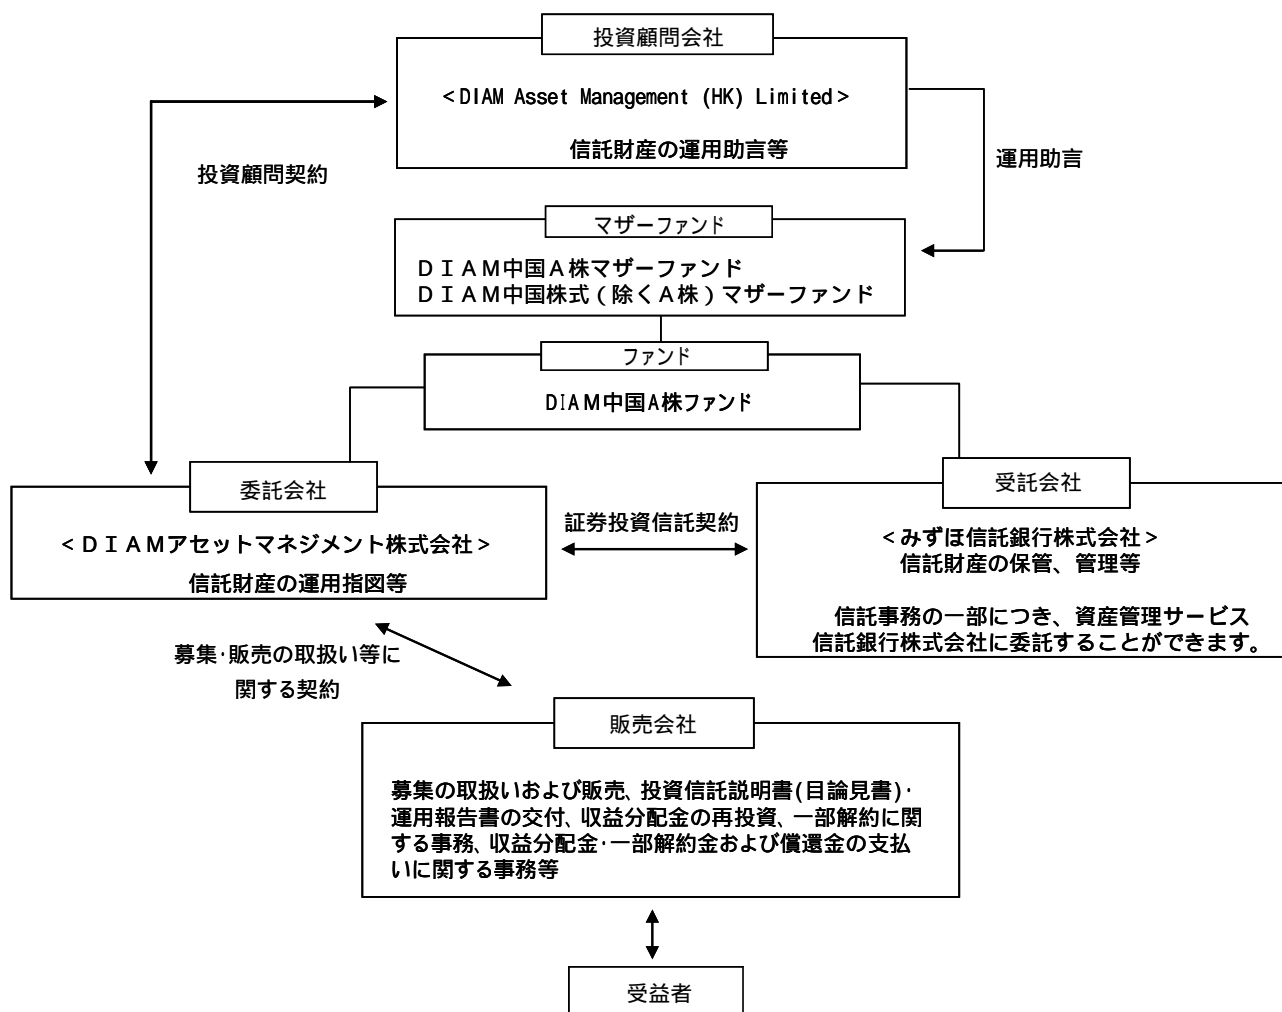 投資顧問会社
<DIAM Asset Management (HK) Limited>
信託財産の運用助言等
投資顧問契約
運用助言
マザーファンド
ＤＩＡＭ中国Ａ株マザーファンド
ＤＩＡＭ中国株式（除くＡ株）マザーファンド
ファンド
DIAM中国A株ファンド
委託会社
<ＤＩＡＭアセットマネジメント株式会社>
信託財産の運用指図等
証券投資信託契約
受託会社
<みずほ信託銀行株式会社>
信託財産の保管、管理等
信託事務の一部につき、資産管理サービス
信託銀行株式会社に委託することができます。
募集･販売の取扱い等に
関する契約
販売会社
募集の取扱いおよび販売、投資信託説明書(目論見書)･
運用報告書の交付、収益分配金の再投資、一部解約に関
する事務、収益分配金･一部解約金および償還金の支払
いに関する事務等
受益者